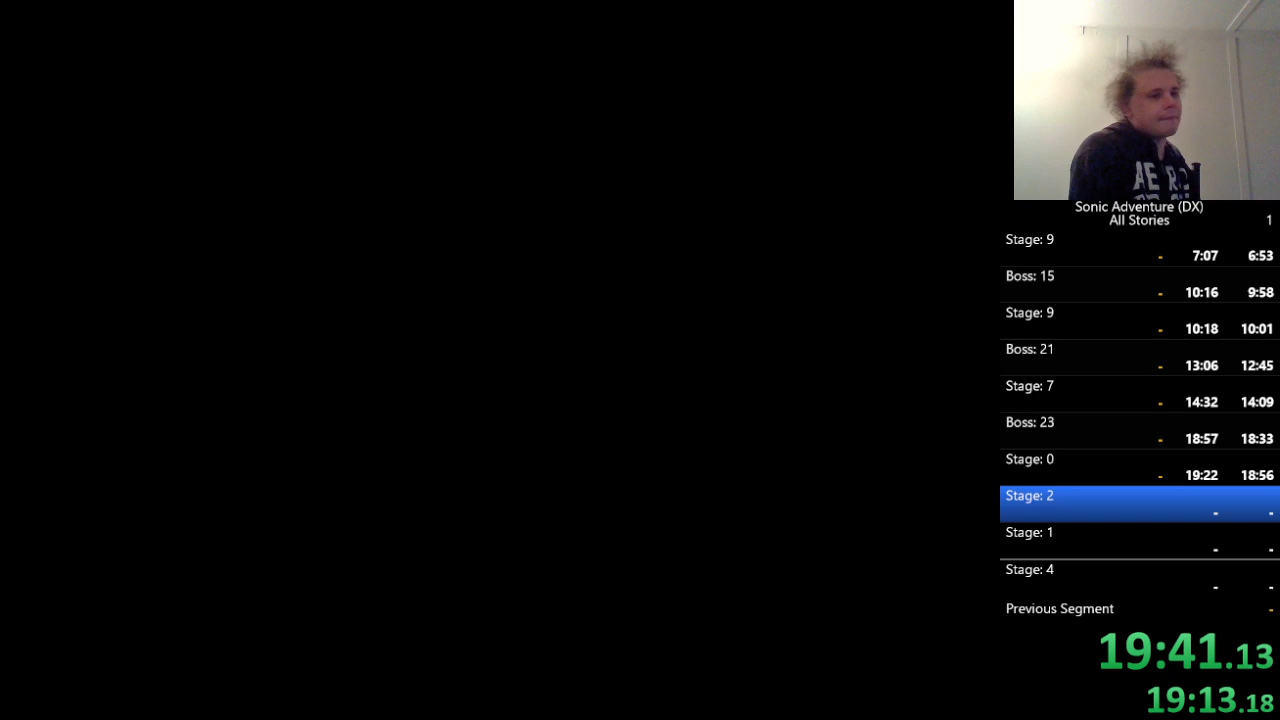 AE RO
Sonic Adventure (DX)
All Stories 1
Stage: 9
- 7:07 6:53
Boss: 15
- 10:16 9:58
Stage: 9
- 10:18 10:01
Boss: 21
- 13:06 12:45
Stage: 7
- 14:32 14:09
Boss: 23
- 18:57 18:33
Stage: 0
- 19:22 18:56
Stage: 2
- -
Stage: 1
- -
Stage: 4
- -
Previous Segment -
19:41.13
19:13.18